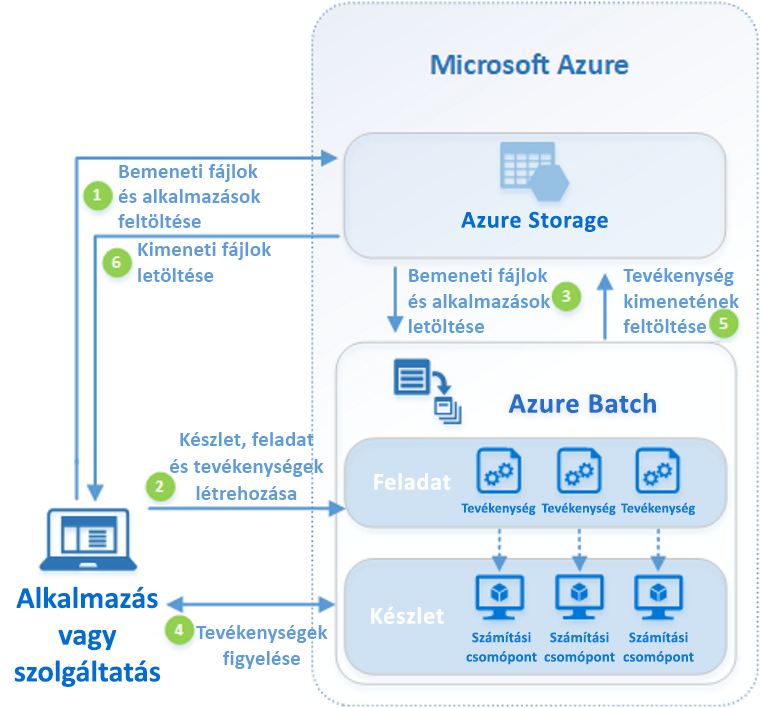 Microsoft Azure
Azure Storage
1
Bemeneti fájlok
és alkalmazások
feltöltése
6
Kimeneti fájlok
letöltése
Bemeneti fájlok
és alkalmazások
letöltése
3
Tevékenység
kimenetének
feltöltése
5
Azure Batch
Készlet, feladat
és tevékenységek
létrehozása
2
Feladat
Tevékenység
Tevékenység
Tevékenység
Alkalmazás
vagy
szolgáltatás
4
Tevékenységek
figyelése
Készlet
Számítási
csomópont
Számítási
csomópont
Számítási
csomópont